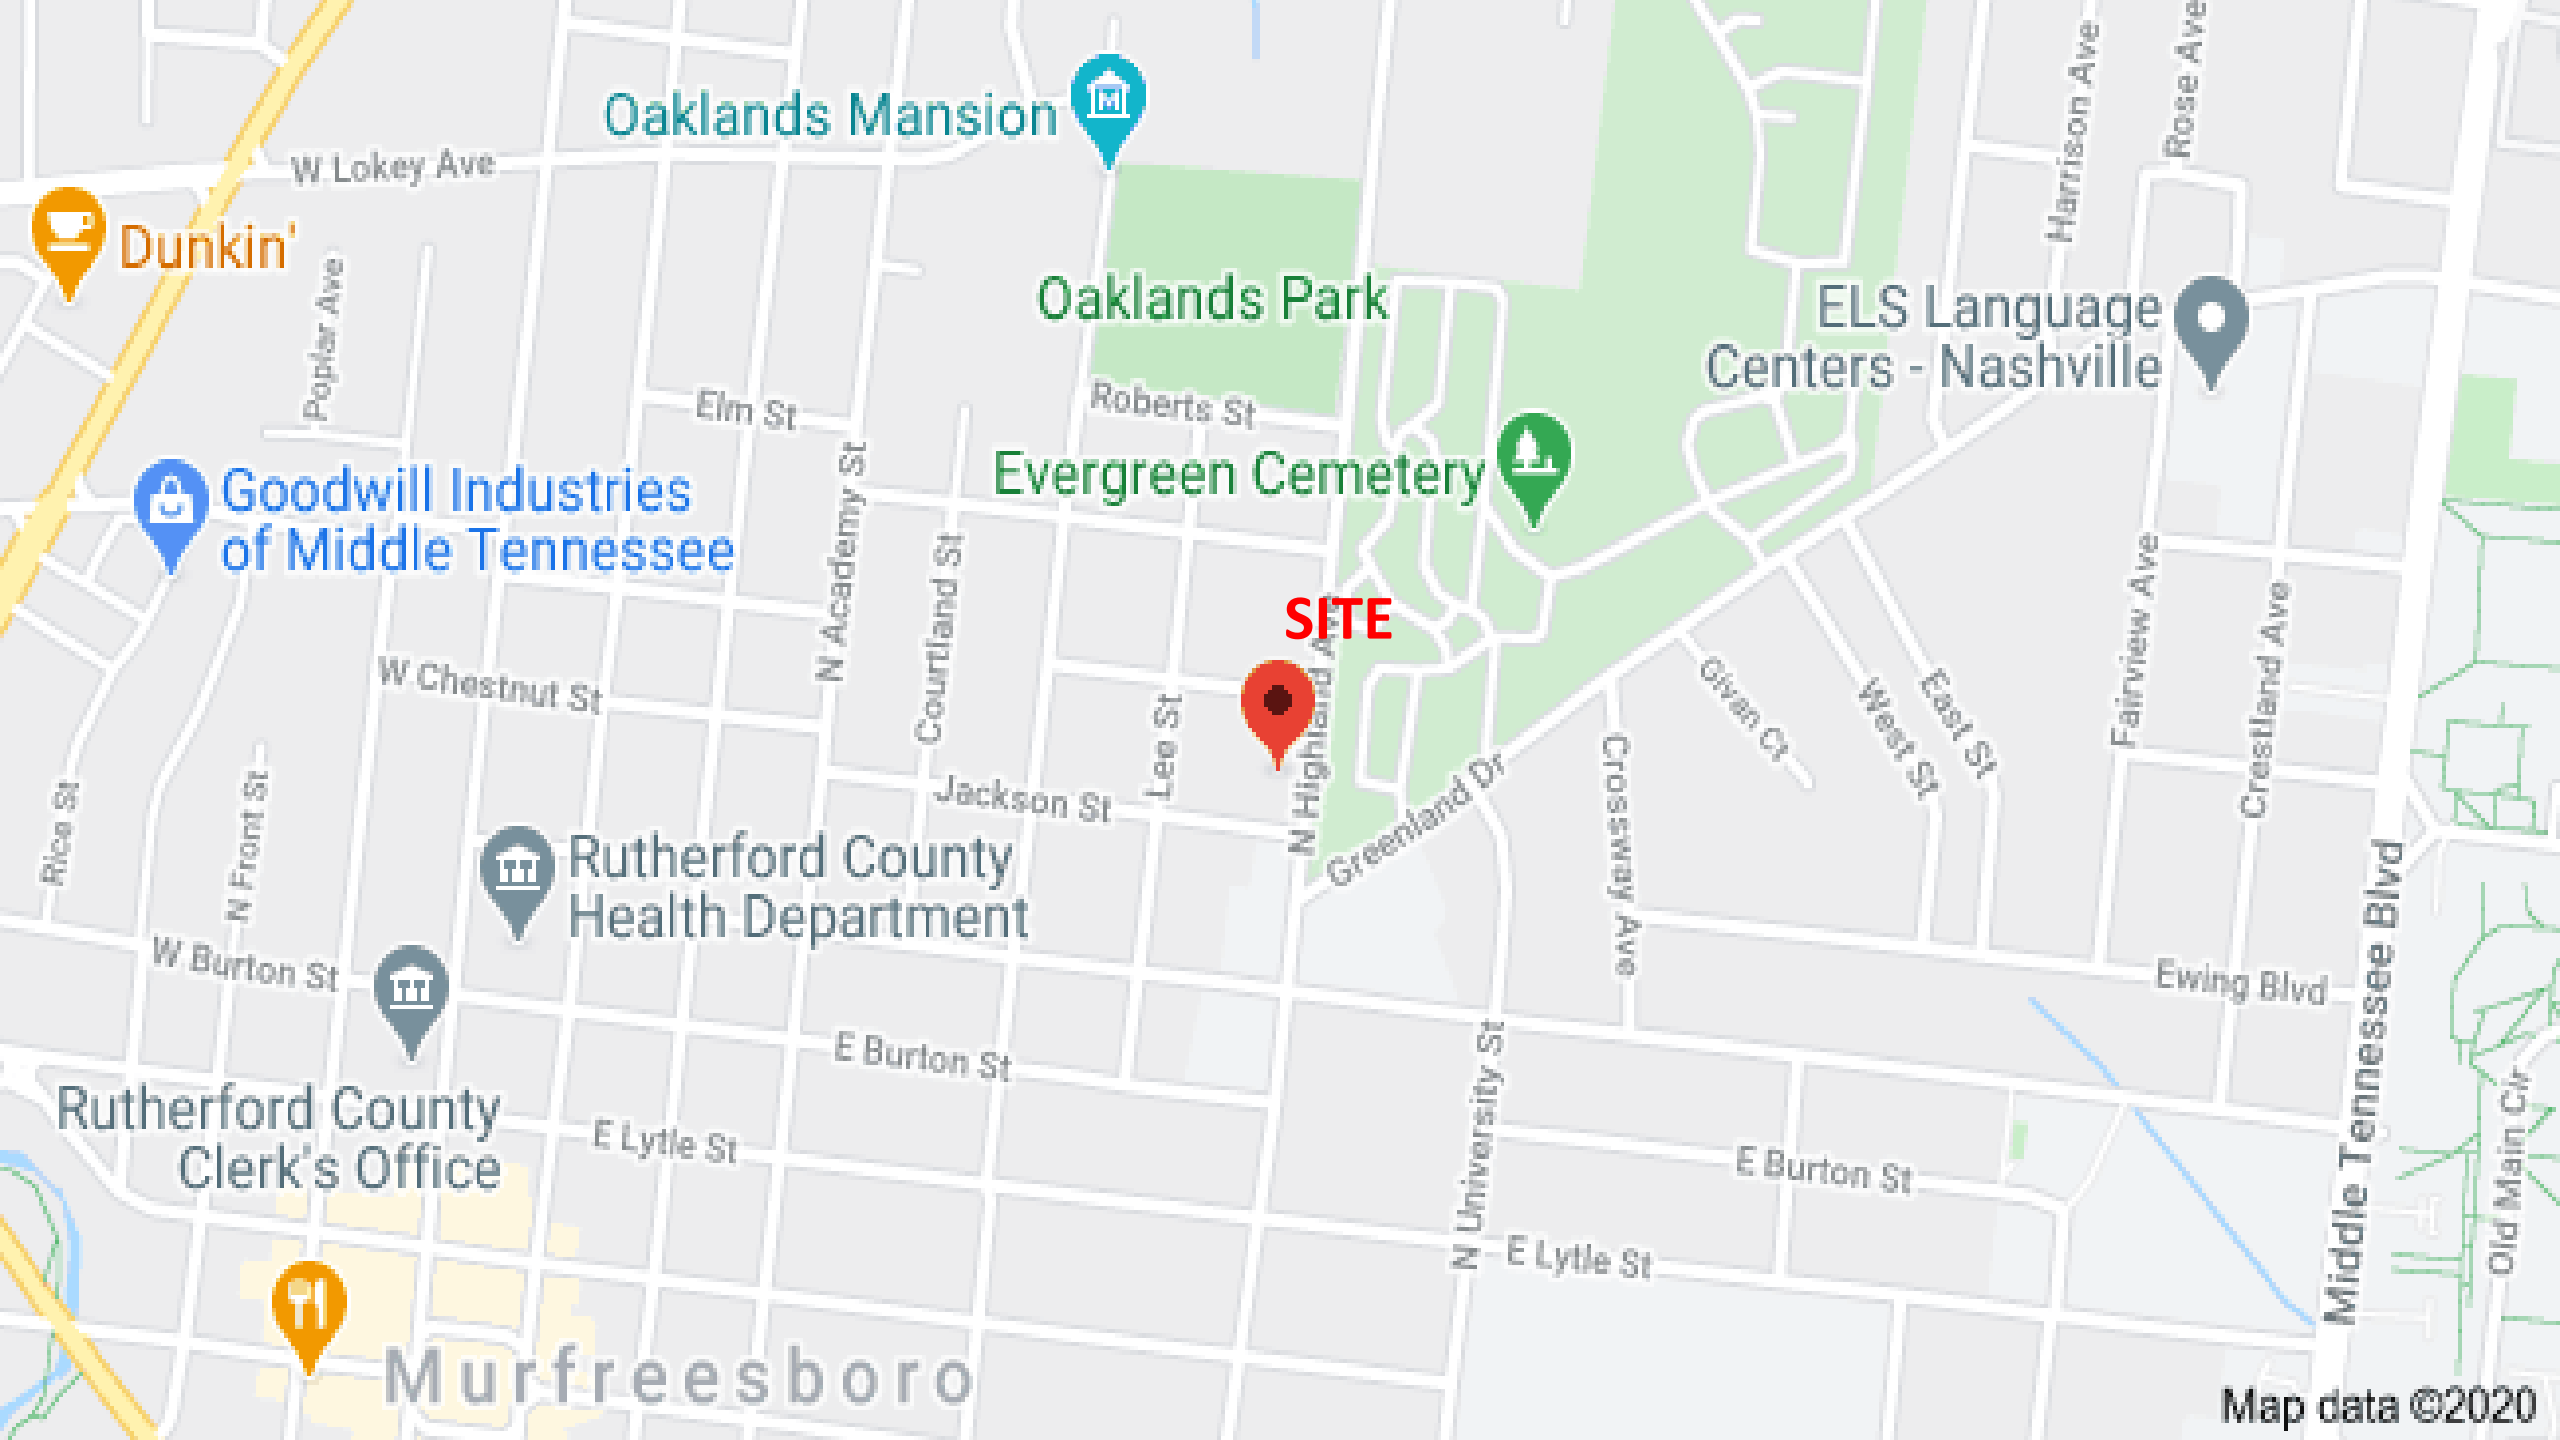 Oaklands Mansion
W Lokey Ave
Dunkin'
Poplar Ave
Harrison Ave
Rose Ave
Oaklands Park
ELS Language
Centers - Nashville
Elm St
Roberts St
Evergreen Cemetery
Goodwill Industries
of Middle Tennessee
N Academy St
Courtland St
SITE
N Highland Ave
W Chestnut St
Lee St
Jackson St
Greenland Dr
Givan Ct
West St
East St
Fairview Ave
Crestland Ave
Crossway Ave
Rice St
N Front St
Rutherford County
Health Department
W Burton St
Ewing Blvd
E Burton St
Rutherford County
Clerk's Office
E Lytle St
N University St
E Burton St
E Lytle St
Middle Tennessee Blvd
Old Main Cir
Murfreesboro
Map data ©2020